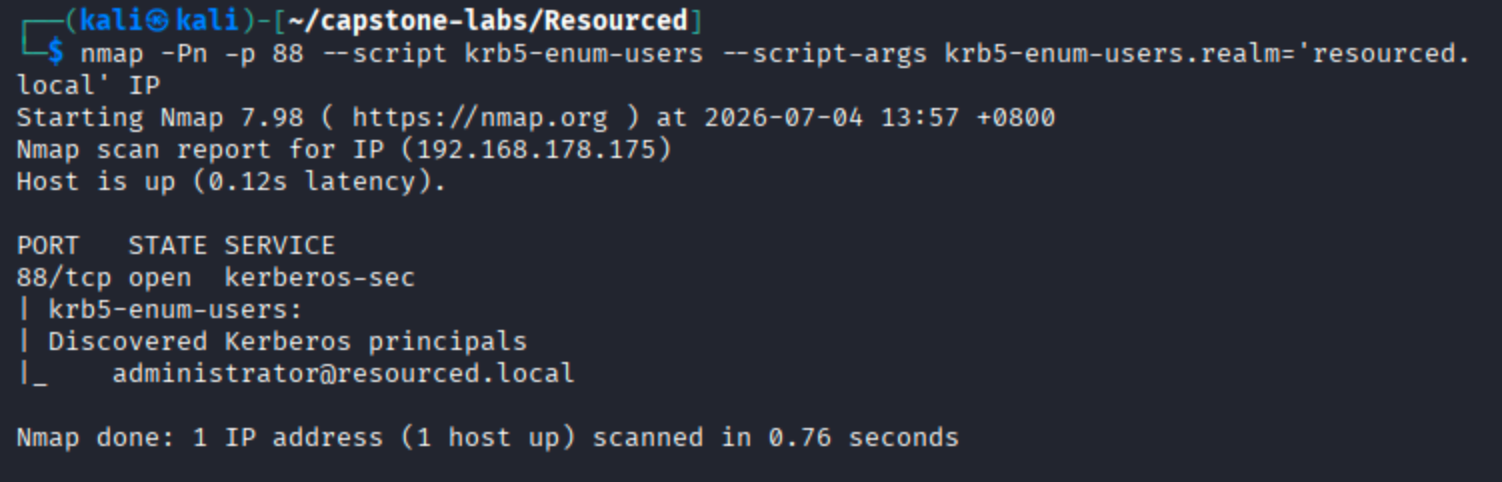 ┌──(kali㉿kali)-[~/capstone-labs/Resourced]
└─$ nmap -Pn -p 88 --script krb5-enum-users --script-args krb5-enum-users.realm='resourced.
local' IP
Starting Nmap 7.98 ( https://nmap.org ) at 2026-07-04 13:57 +0800
Nmap scan report for IP (192.168.178.175)
Host is up (0.12s latency).

PORT   STATE SERVICE
88/tcp open  kerberos-sec
| krb5-enum-users:
| Discovered Kerberos principals
|_    administrator@resourced.local

Nmap done: 1 IP address (1 host up) scanned in 0.76 seconds